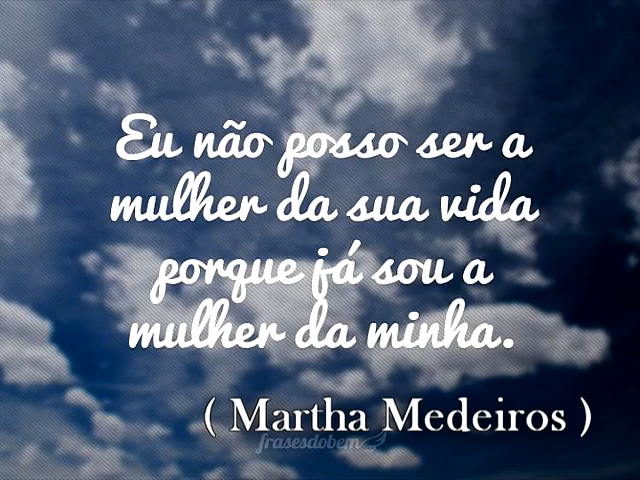 Eu não posso ser a
mulher da sua vida
porque já sou a
mulher da minha.
( Martha Medeiros )
frasesdobem